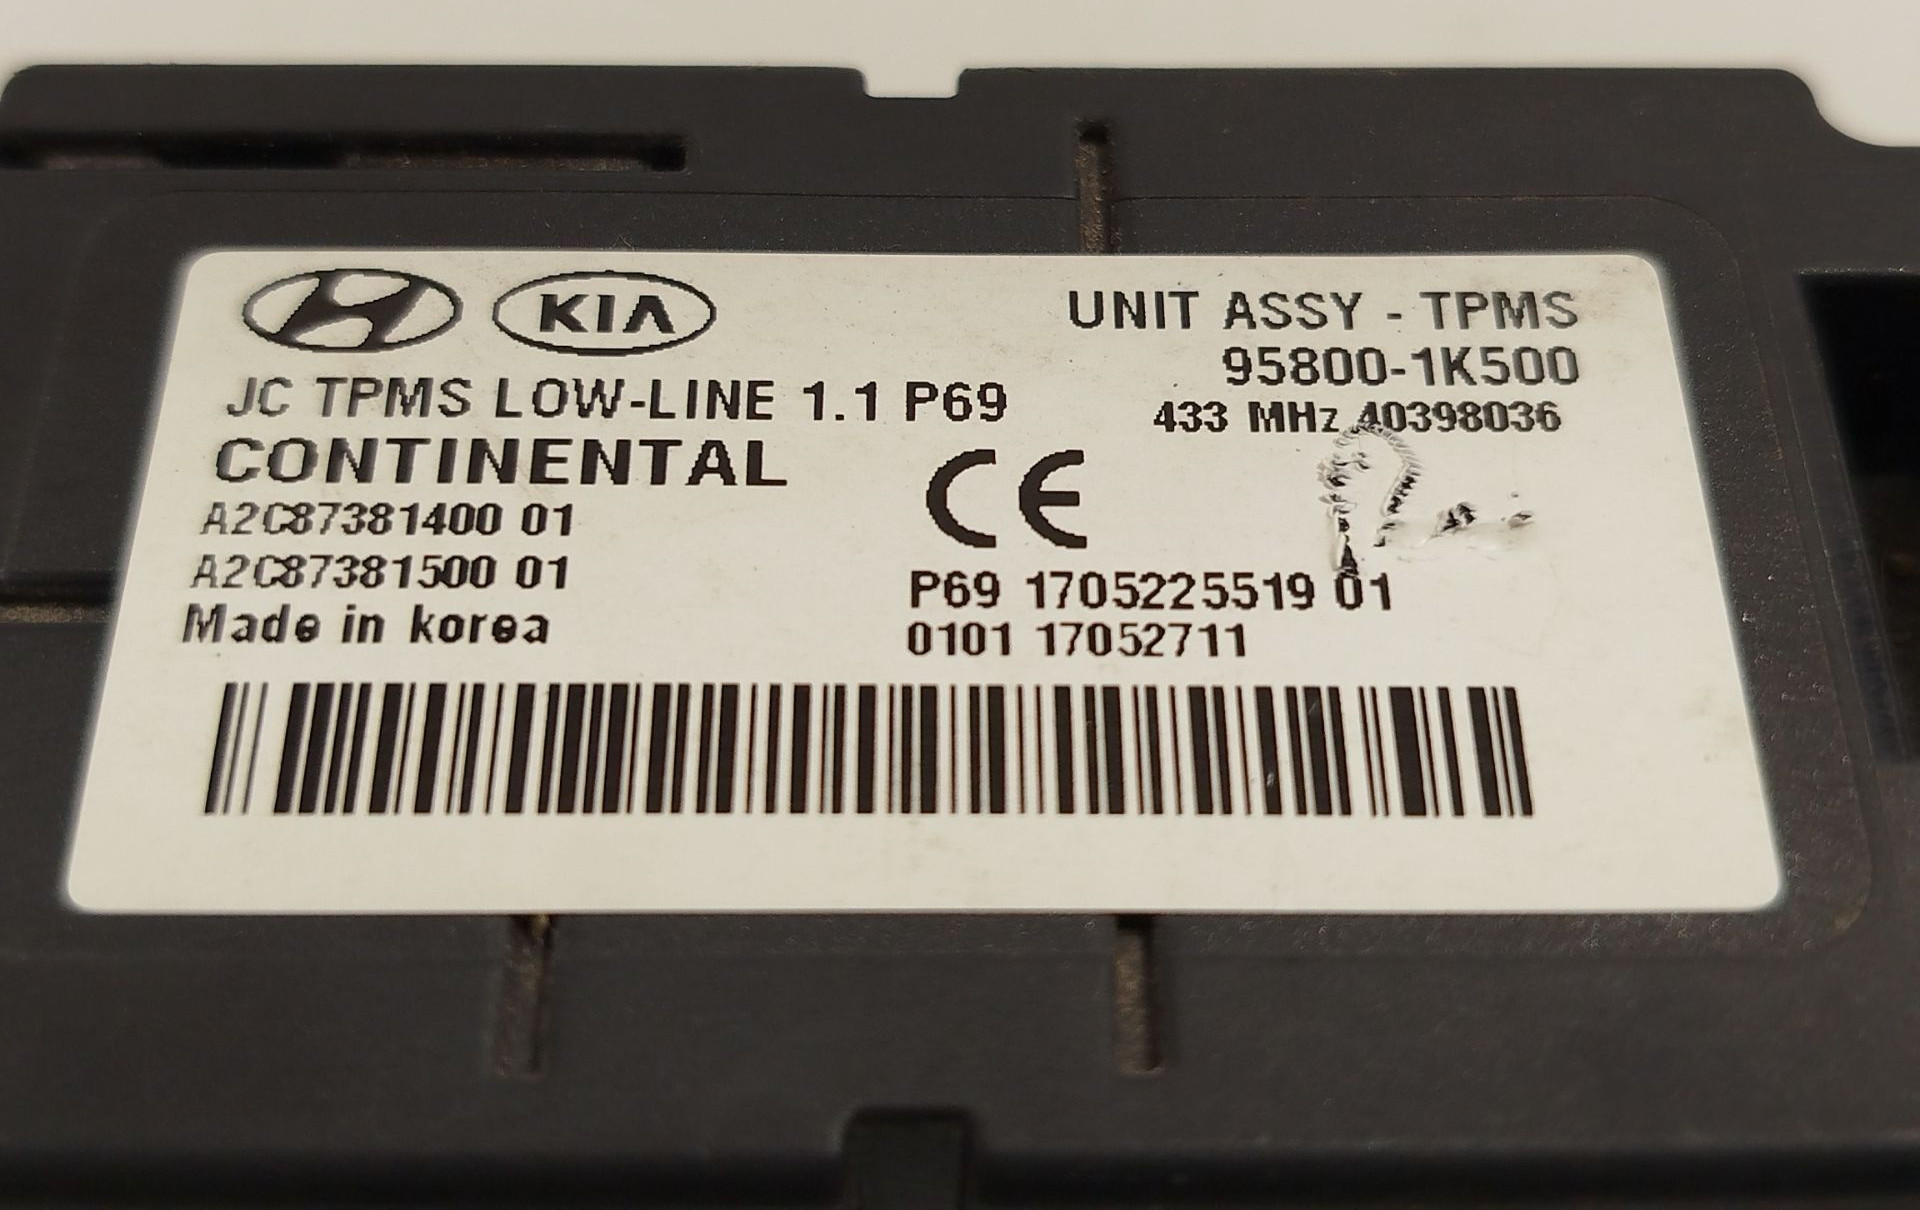 KIA
UNIT ASSY - TPMS
95800-1K500
JC TPMS LOW-LINE 1.1 P69
433 MHz 40398036
CONTINENTAL
CE
A2C87381400 01
A2C87381500 01
P69 1705225519 01
Made in korea
0101 17052711